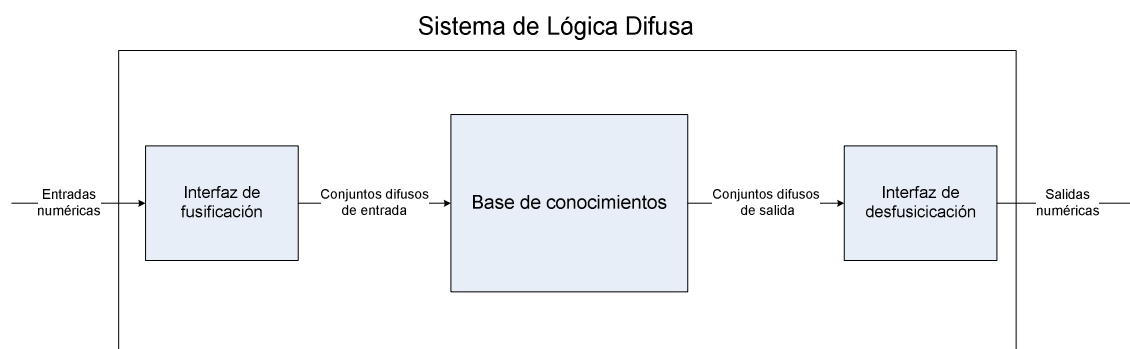 Sistema de Lógica Difusa
Entradas
numéricas
Interfaz de
fusificación
Conjuntos difusos
de entrada
Base de conocimientos
Conjuntos difusos
de salida
Interfaz de
desfusicicación
Salidas
numéricas